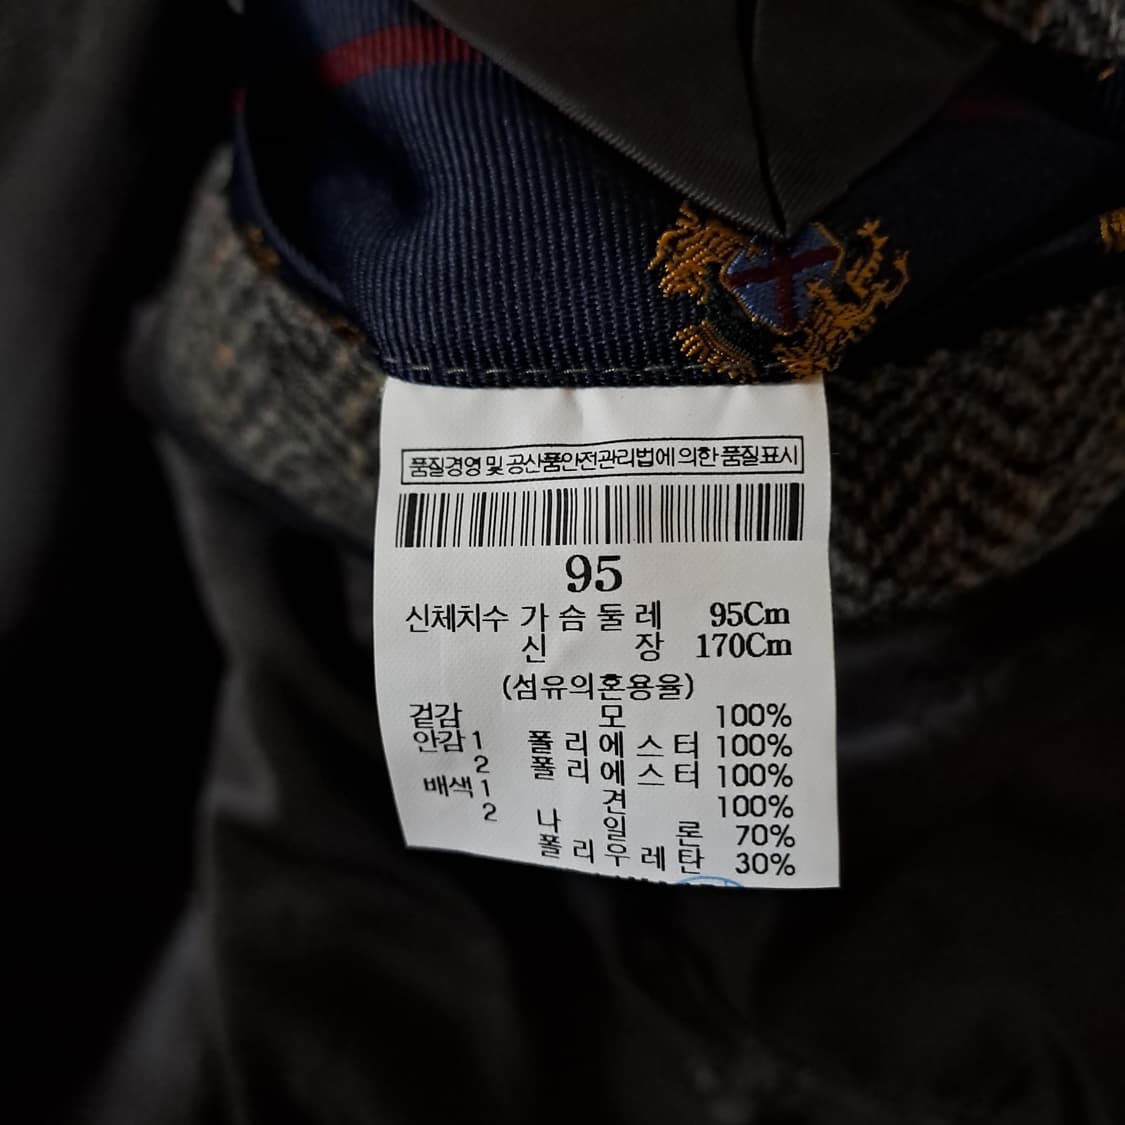 품질경영 및 공산품안전관리법에 의한 품질표시
95
신체치수 가 슴 둘 레 95Cm
신 장 170Cm
(섬유의혼용율)
겉감 모 100%
안감 1 폴 리 에 스 터 100%
2 폴 리 에 스 터 100%
배색 1 견 100%
2 나 일 론 70%
폴 리 우 레 탄 30%